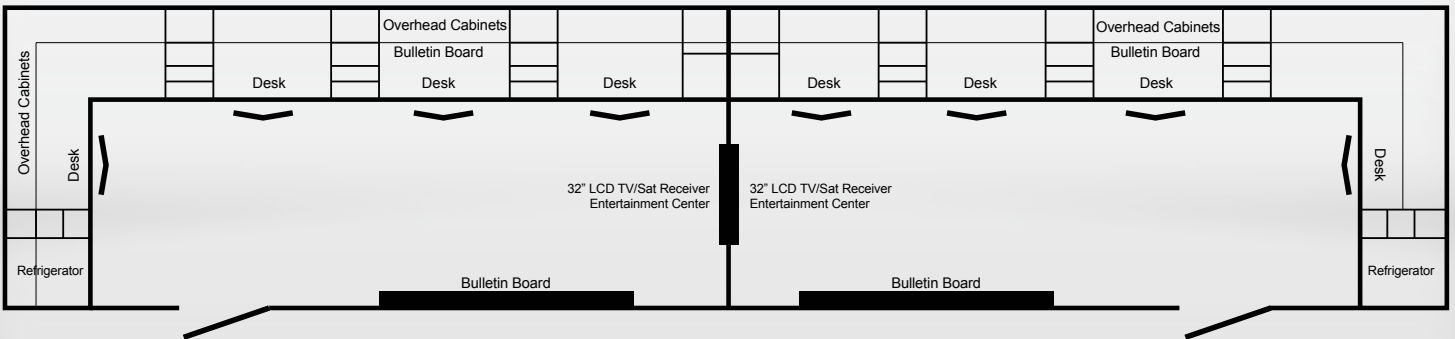 Overhead Cabinets
Bulletin Board
Desk
Desk
Desk
Overhead Cabinets
Desk
Refrigerator
32” LCD TV/Sat Receiver
Entertainment Center
Bulletin Board
Overhead Cabinets
Bulletin Board
Desk
Desk
Desk
Desk
Refrigerator
32” LCD TV/Sat Receiver
Entertainment Center
Bulletin Board